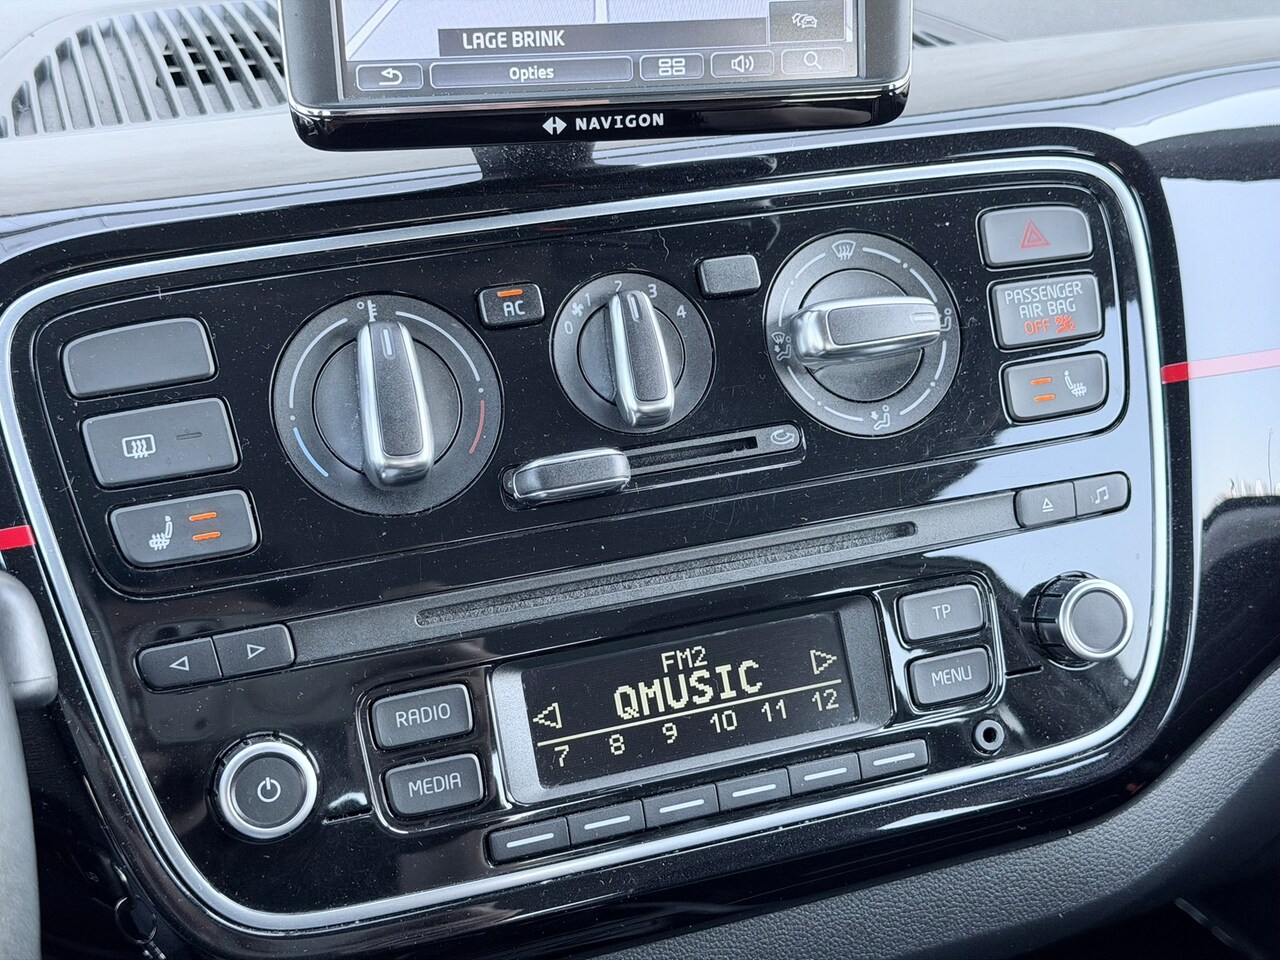 LAGE BRINK
Opties
NAVIGON
AC
0 1 2 3 4
PASSENGER
AIR BAG
OFF
TP
MENU
RADIO
MEDIA
FM2
QMUSIC
7 8 9 10 11 12